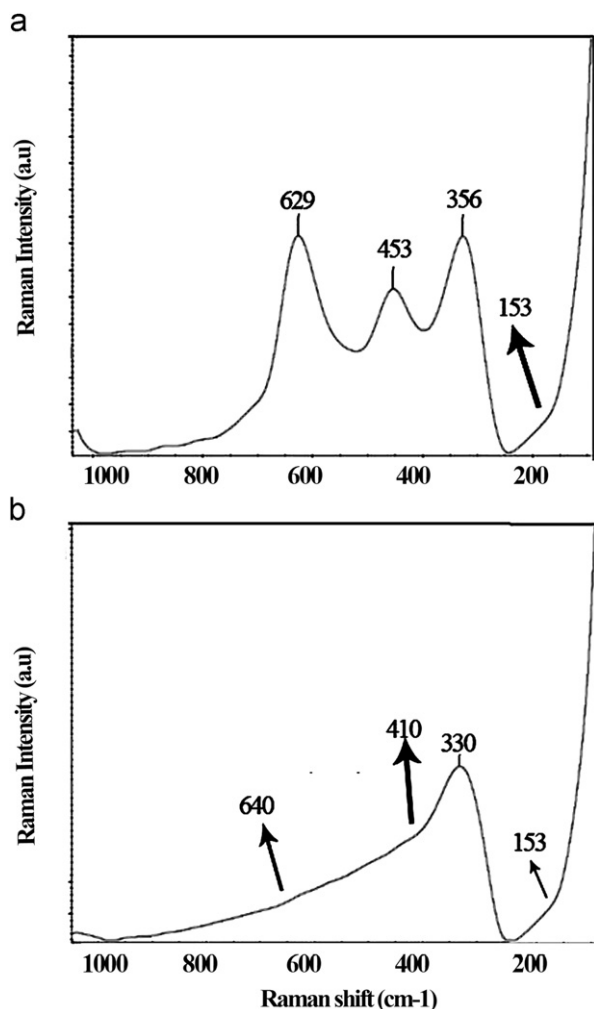 a
Raman Intensity (a.u)
629
453
356
153
1000 800 600 400 200
b
Raman Intensity (a.u)
640
410
330
153
1000 800 600 400 200
Raman shift (cm-1)